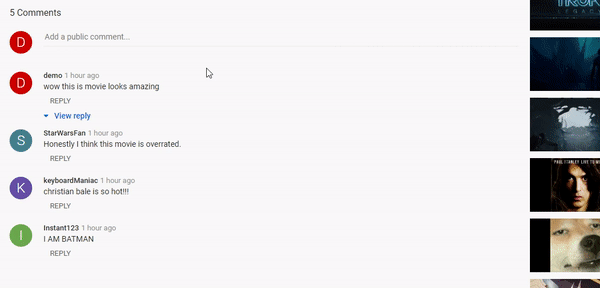 5 Comments
D
Add a public comment...
D
demo 1 hour ago
wow this is movie looks amazing
REPLY
View reply
S
StarWarsFan 1 hour ago
Honestly I think this movie is overrated.
REPLY
K
keyboardManiac 1 hour ago
christian bale is so hot!!!
REPLY
I
Instant123 1 hour ago
I AM BATMAN
REPLY
PAUL STANLEY LIVE TO